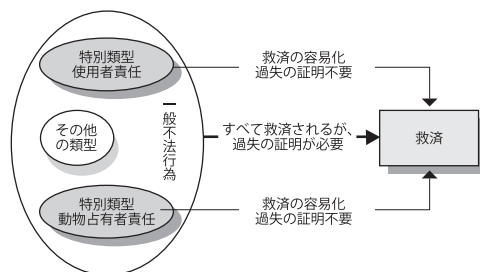 特別類型
使用者責任
救済の容易化
過失の証明不要
その他
の類型
一般不法行為
すべて救済されるが、
過失の証明が必要
救済
特別類型
動物占有者責任
救済の容易化
過失の証明不要